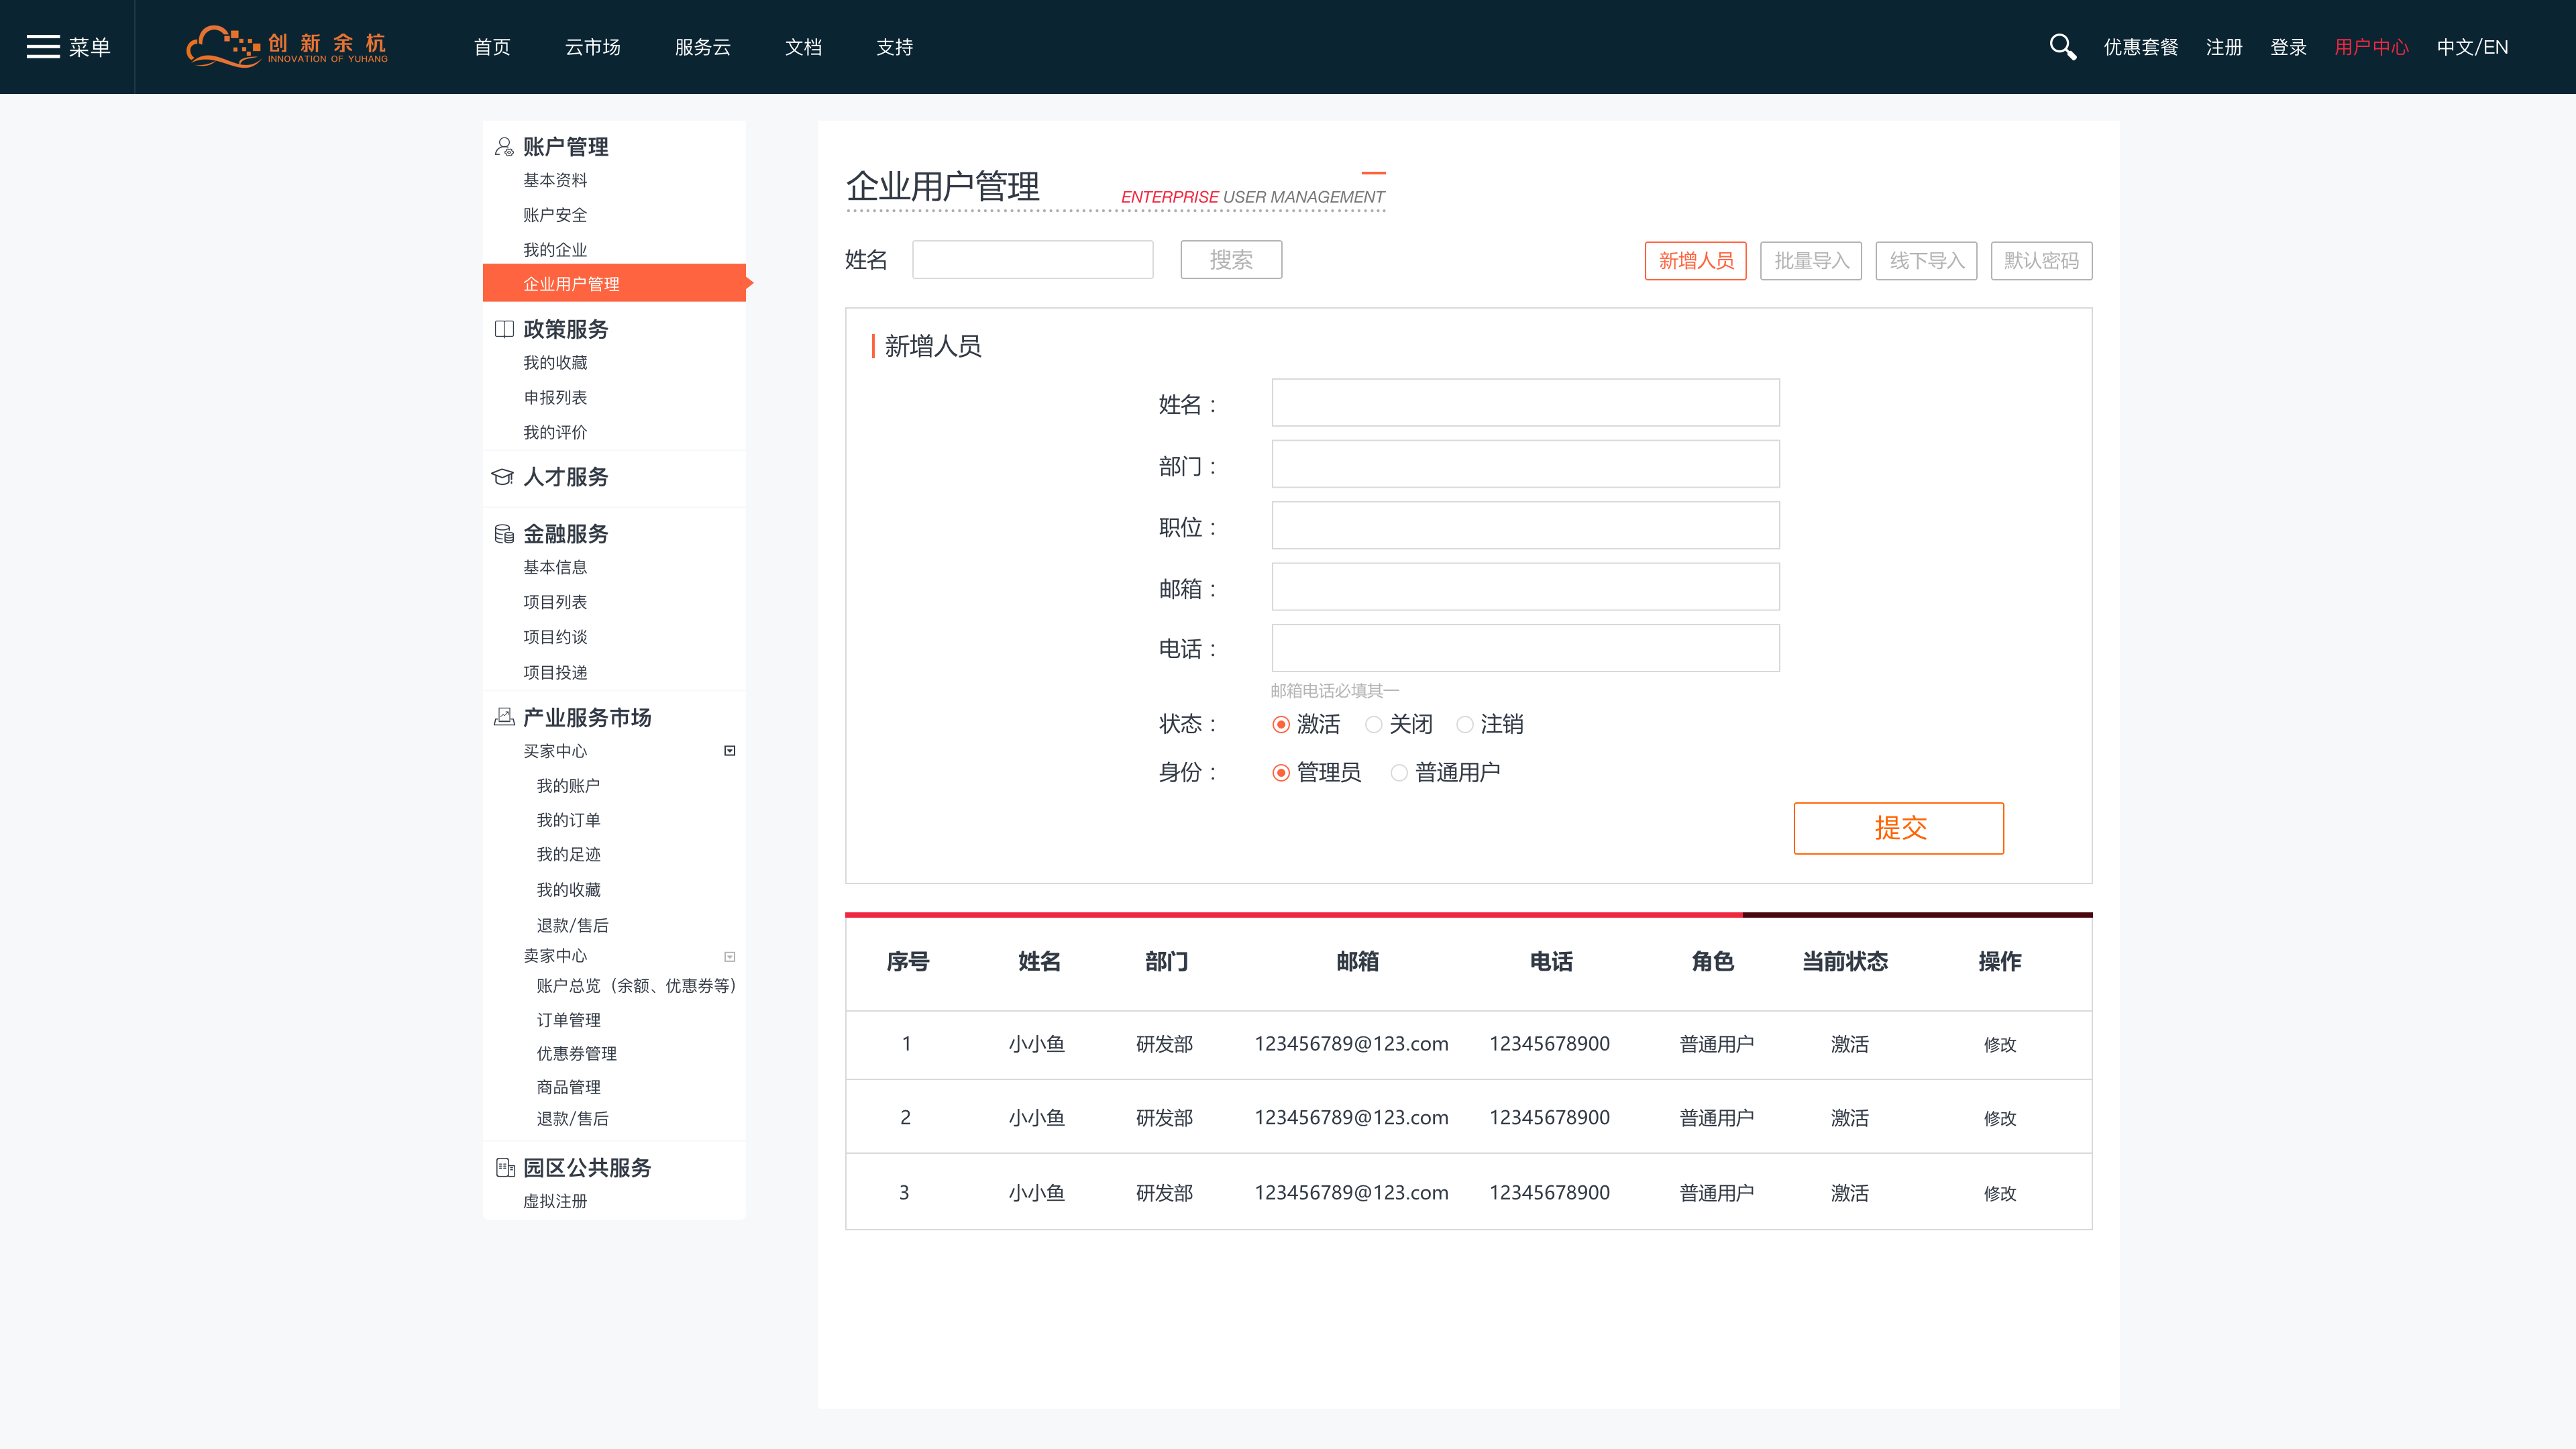 菜单
创新余杭
INNOVATION OF YUHANG
首页 云市场 服务云 文档 支持
优惠套餐 注册 登录 用户中心 中文/EN
账户管理
基本资料
账户安全
我的企业
企业用户管理
政策服务
我的收藏
申报列表
我的评价
人才服务
金融服务
基本信息
项目列表
项目约谈
项目投递
产业服务市场
买家中心
我的账户
我的订单
我的足迹
我的收藏
退款/售后
卖家中心
账户总览（余额、优惠券等）
订单管理
优惠券管理
商品管理
退款/售后
园区公共服务
虚拟注册
企业用户管理
ENTERPRISE USER MANAGEMENT
姓名 搜索 新增人员 批量导入 线下导入 默认密码
新增人员
姓名：
部门：
职位：
邮箱：
电话：
邮箱电话必填其一
状态： 激活 关闭 注销
身份： 管理员 普通用户
提交
序号 姓名 部门 邮箱 电话 角色 当前状态 操作
1 小小鱼 研发部 123456789@123.com 12345678900 普通用户 激活 修改
2 小小鱼 研发部 123456789@123.com 12345678900 普通用户 激活 修改
3 小小鱼 研发部 123456789@123.com 12345678900 普通用户 激活 修改